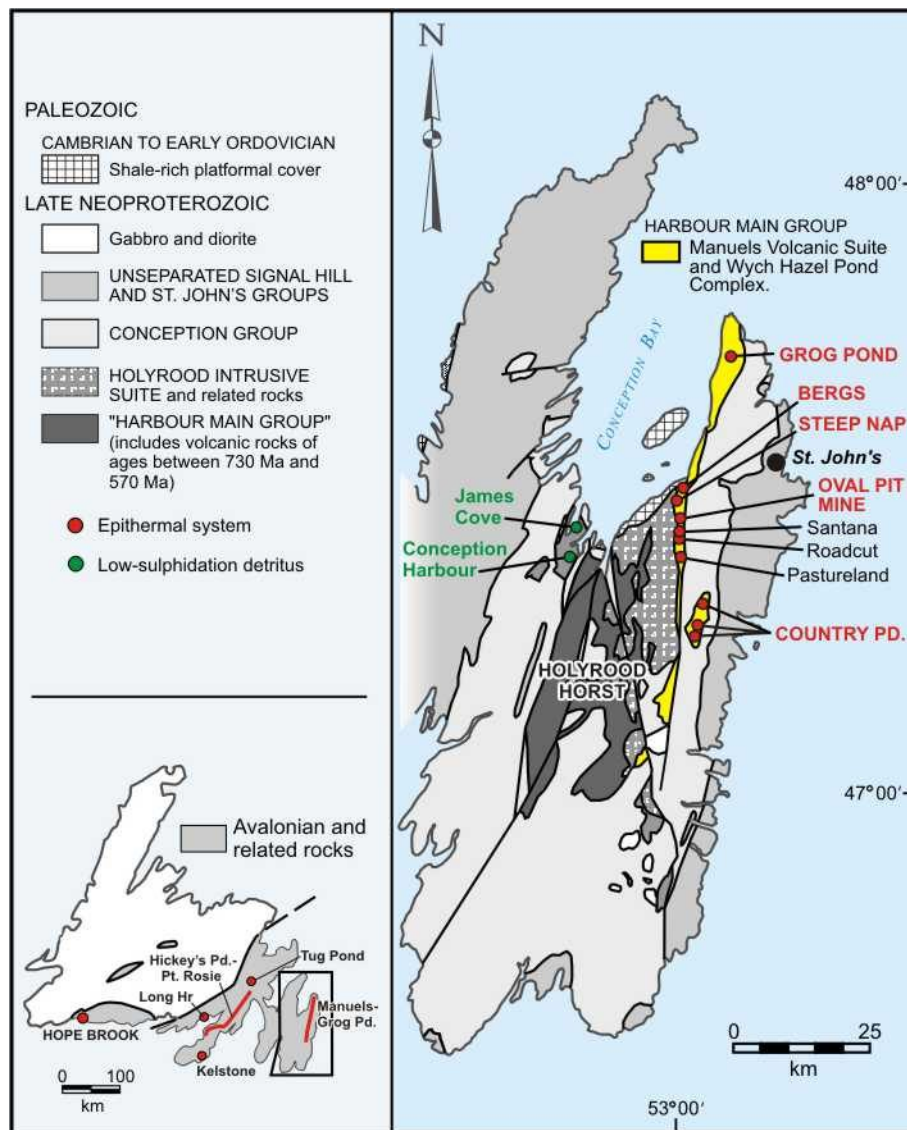 PALEOZOIC
CAMBRIAN TO EARLY ORDOVICIAN
Shale-rich platformal cover
LATE NEOPROTEROZOIC
Gabbro and diorite
UNSEPARATED SIGNAL HILL
AND ST. JOHN'S GROUPS
CONCEPTION GROUP
HOLYROOD INTRUSIVE
SUITE and related rocks
"HARBOUR MAIN GROUP"
(includes volcanic rocks of
ages between 730 Ma and
570 Ma)
Epithermal system
Low-sulphidation detritus
Avalonian and
related rocks
Hickey's Pd.-
Pt. Rosie
Tug Pond
Long Hr
Manuels-
Grog Pd.
HOPE BROOK
Kelstone
0 100
km
N
48°00'
HARBOUR MAIN GROUP
Manuels Volcanic Suite
and Wych Hazel Pond
Complex.
CONCEPTION BAY
GROG POND
BERGS
STEEP NAP
St. John's
OVAL PIT
MINE
Santana
Roadcut
Pastureland
James
Cove
Conception
Harbour
COUNTRY PD.
HOLYROOD
HORST
47°00'
0 25
km
53°00'